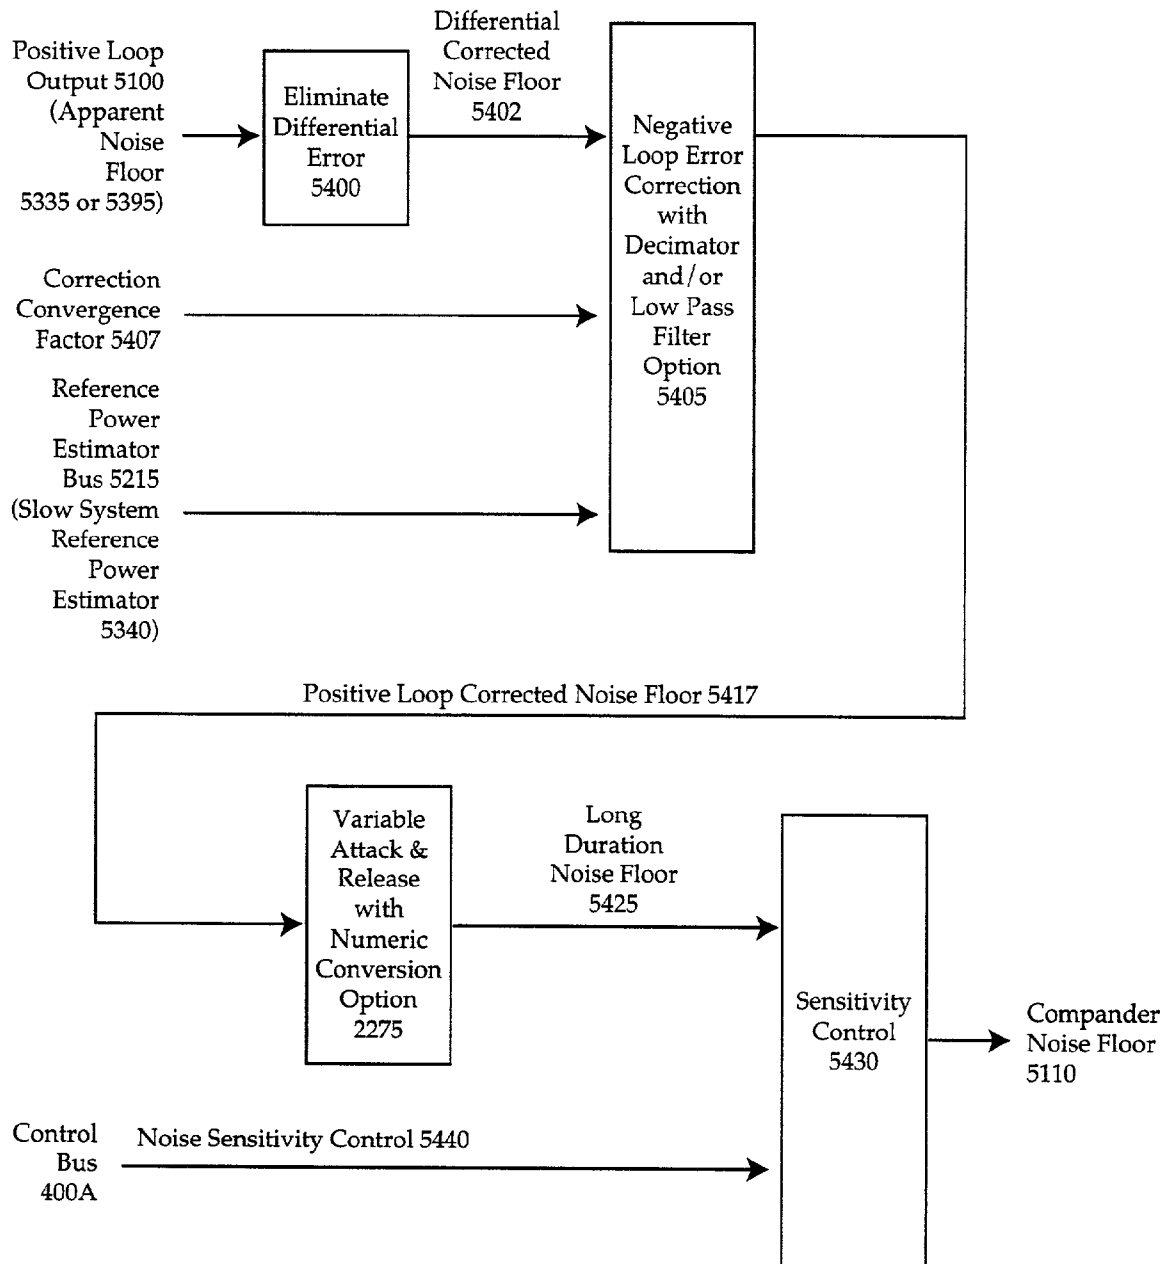 Positive Loop
Output 5100
(Apparent
Noise
Floor
5335 or 5395)
Eliminate
Differential
Error
5400
Differential
Corrected
Noise Floor
5402
Negative
Loop Error
Correction
with
Decimator
and/or
Low Pass
Filter
Option
5405
Correction
Convergence
Factor 5407
Reference
Power
Estimator
Bus 5215
(Slow System
Reference
Power
Estimator
5340)
Positive Loop Corrected Noise Floor 5417
Variable
Attack &
Release
with
Numeric
Conversion
Option
2275
Long
Duration
Noise Floor
5425
Sensitivity
Control
5430
Compander
Noise Floor
5110
Control
Bus
400A
Noise Sensitivity Control 5440